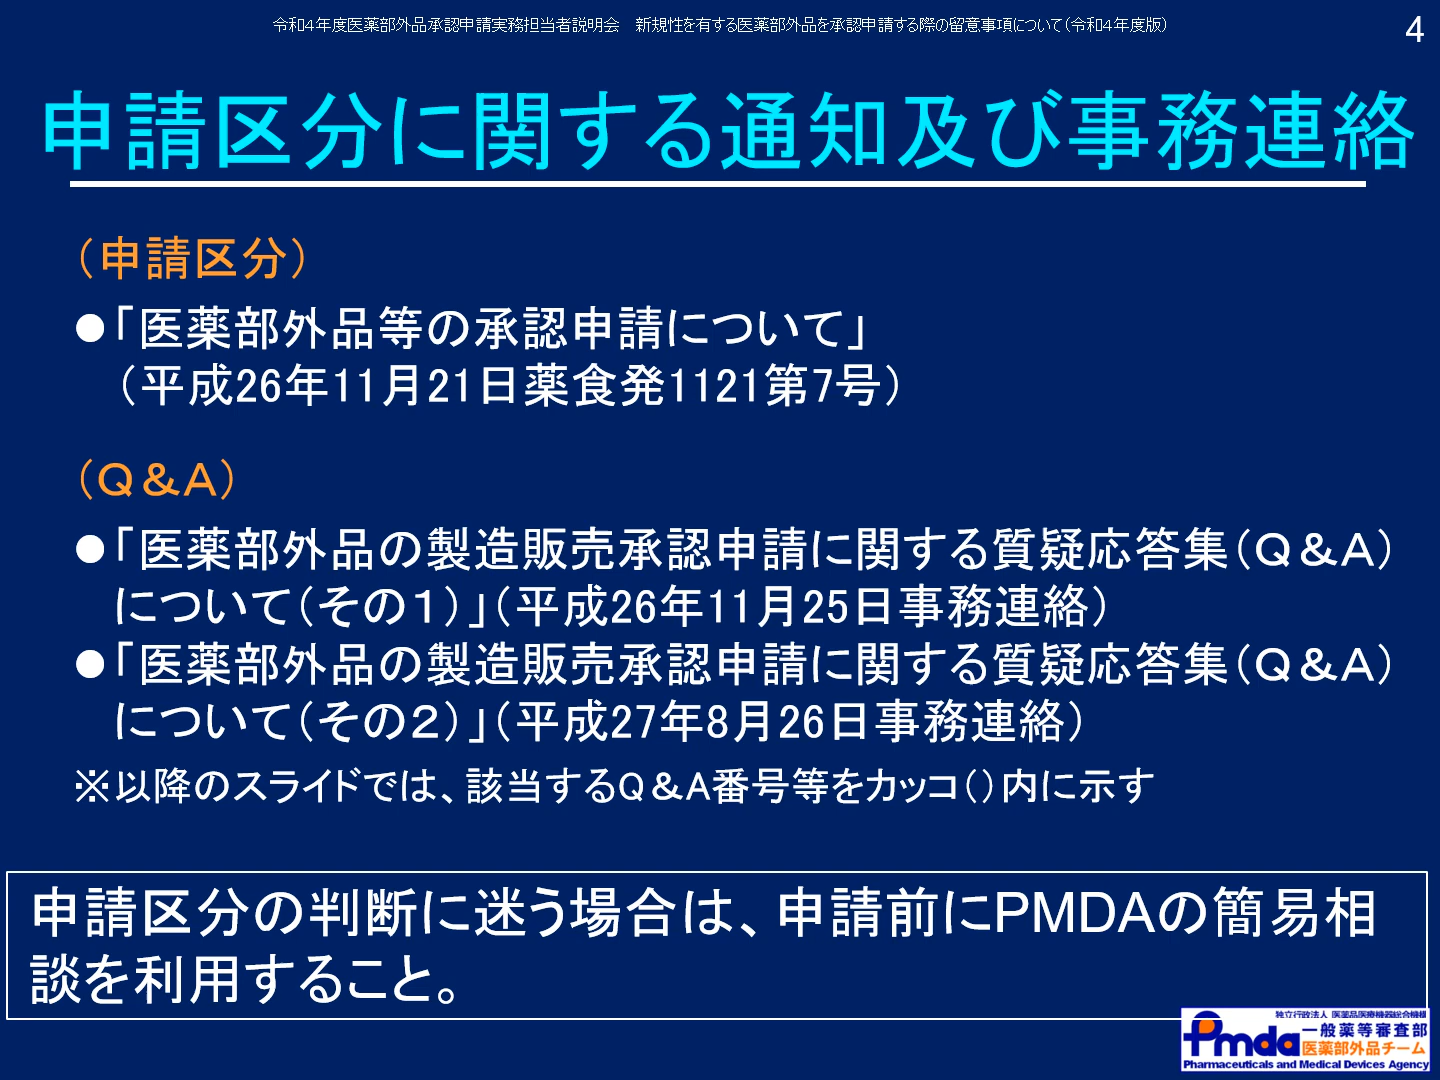 令和４年度医薬部外品承認申請実務担当者説明会　新規性を有する医薬部外品を承認申請する際の留意事項について（令和４年度版）
4
申請区分に関する通知及び事務連絡
（申請区分）
●「医薬部外品等の承認申請について」
（平成26年11月21日薬食発1121第7号）
（Ｑ＆Ａ）
●「医薬部外品の製造販売承認申請に関する質疑応答集（Ｑ＆Ａ）
について（その１）」（平成26年11月25日事務連絡）
●「医薬部外品の製造販売承認申請に関する質疑応答集（Ｑ＆Ａ）
について（その２）」（平成27年8月26日事務連絡）
※以降のスライドでは、該当するQ＆A番号等をカッコ（）内に示す
申請区分の判断に迷う場合は、申請前にPMDAの簡易相
談を利用すること。
独立行政法人 医薬品医療機器総合機構
Pmda 一般薬等審査部
医薬部外品チーム
Pharmaceuticals and Medical Devices Agency